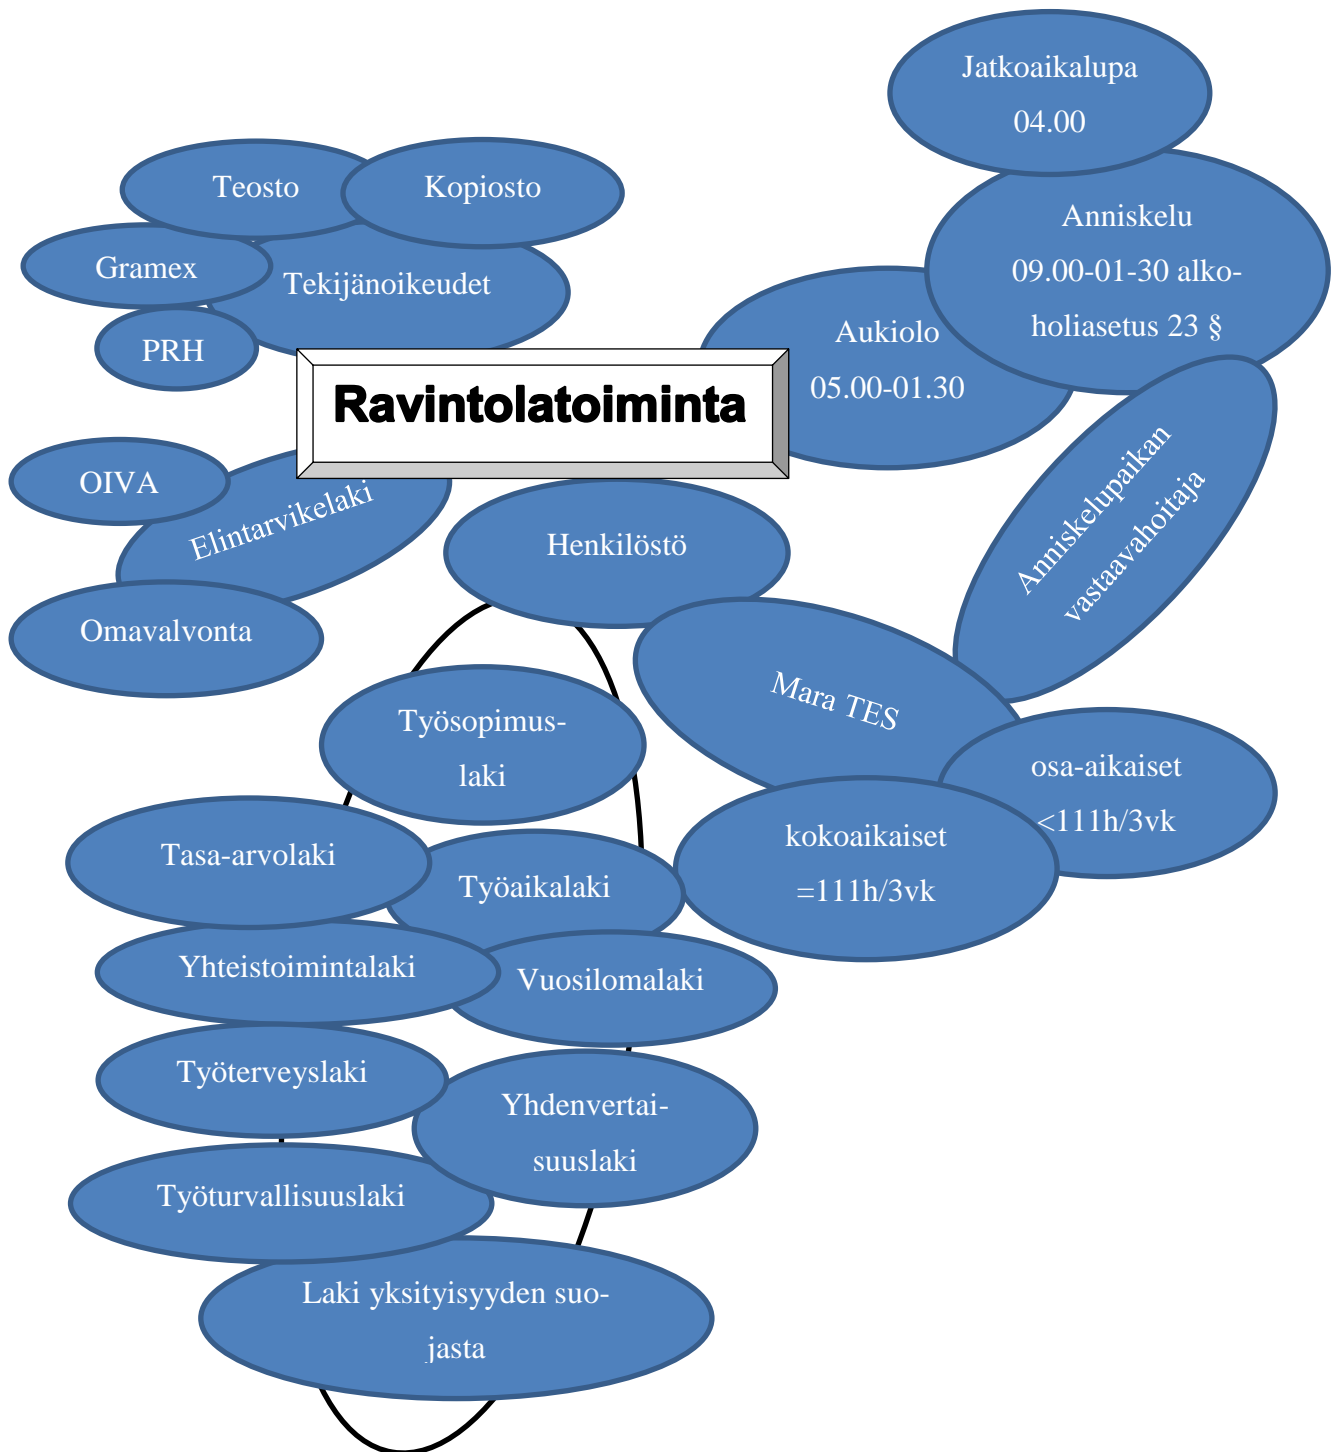 Jatkoaikalupa
04.00
Teosto
Kopiosto
Anniskelu
09.00-01-30 alko-
holiasetus 23 §
Gramex
Tekijänoikeudet
PRH
Aukiolo
05.00-01.30
Ravintolatoiminta
OIVA
Elintarvikelaki
Omavalvonta
Henkilöstö
Anniskelupaikan
vastaavahoitaja
Mara TES
Työsopimus-
laki
osa-aikaiset
<111h/3vk
kokoaikaiset
=111h/3vk
Tasa-arvolaki
Työaikalaki
Yhteistoimintalaki
Vuosilomalaki
Työterveyslaki
Yhdenvertai-
suuslaki
Työturvallisuuslaki
Laki yksityisyyden suo-
jasta